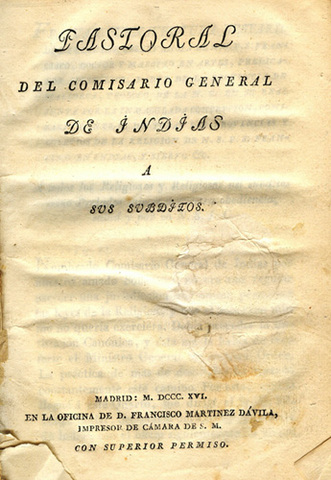 PASTORAL
DEL COMISARIO GENERAL
DE INDIAS
A
SUS SUBDITOS.
MADRID: M. DCCC. XVI.
EN LA OFICINA DE D. FRANCISCO MARTINEZ DÁVILA,
IMPRESOR DE CÁMARA DE S. M.
CON SUPERIOR PERMISO.